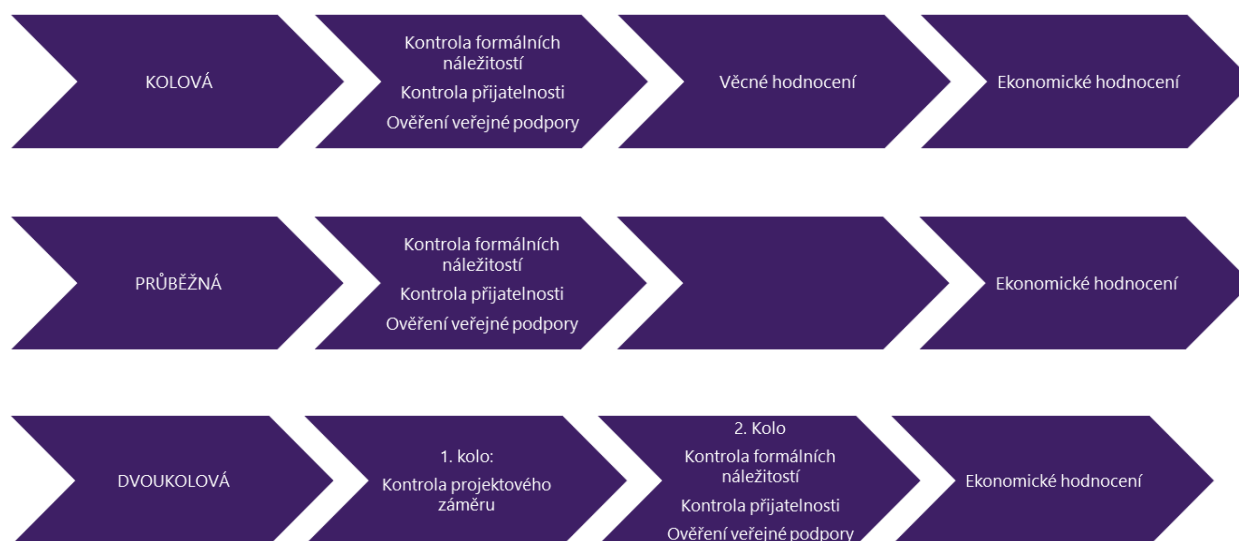 KOLOVÁ
Kontrola formálních
náležitostí
Kontrola přijatelnosti
Ověření veřejné podpory
Věcné hodnocení
Ekonomické hodnocení
PRŮBĚŽNÁ
Kontrola formálních
náležitostí
Kontrola přijatelnosti
Ověření veřejné podpory
Ekonomické hodnocení
DVOUKOLOVÁ
1. kolo:
Kontrola projektového
záměru
2. Kolo
Kontrola formálních
náležitostí
Kontrola přijatelnosti
Ověření veřejné podpory
Ekonomické hodnocení